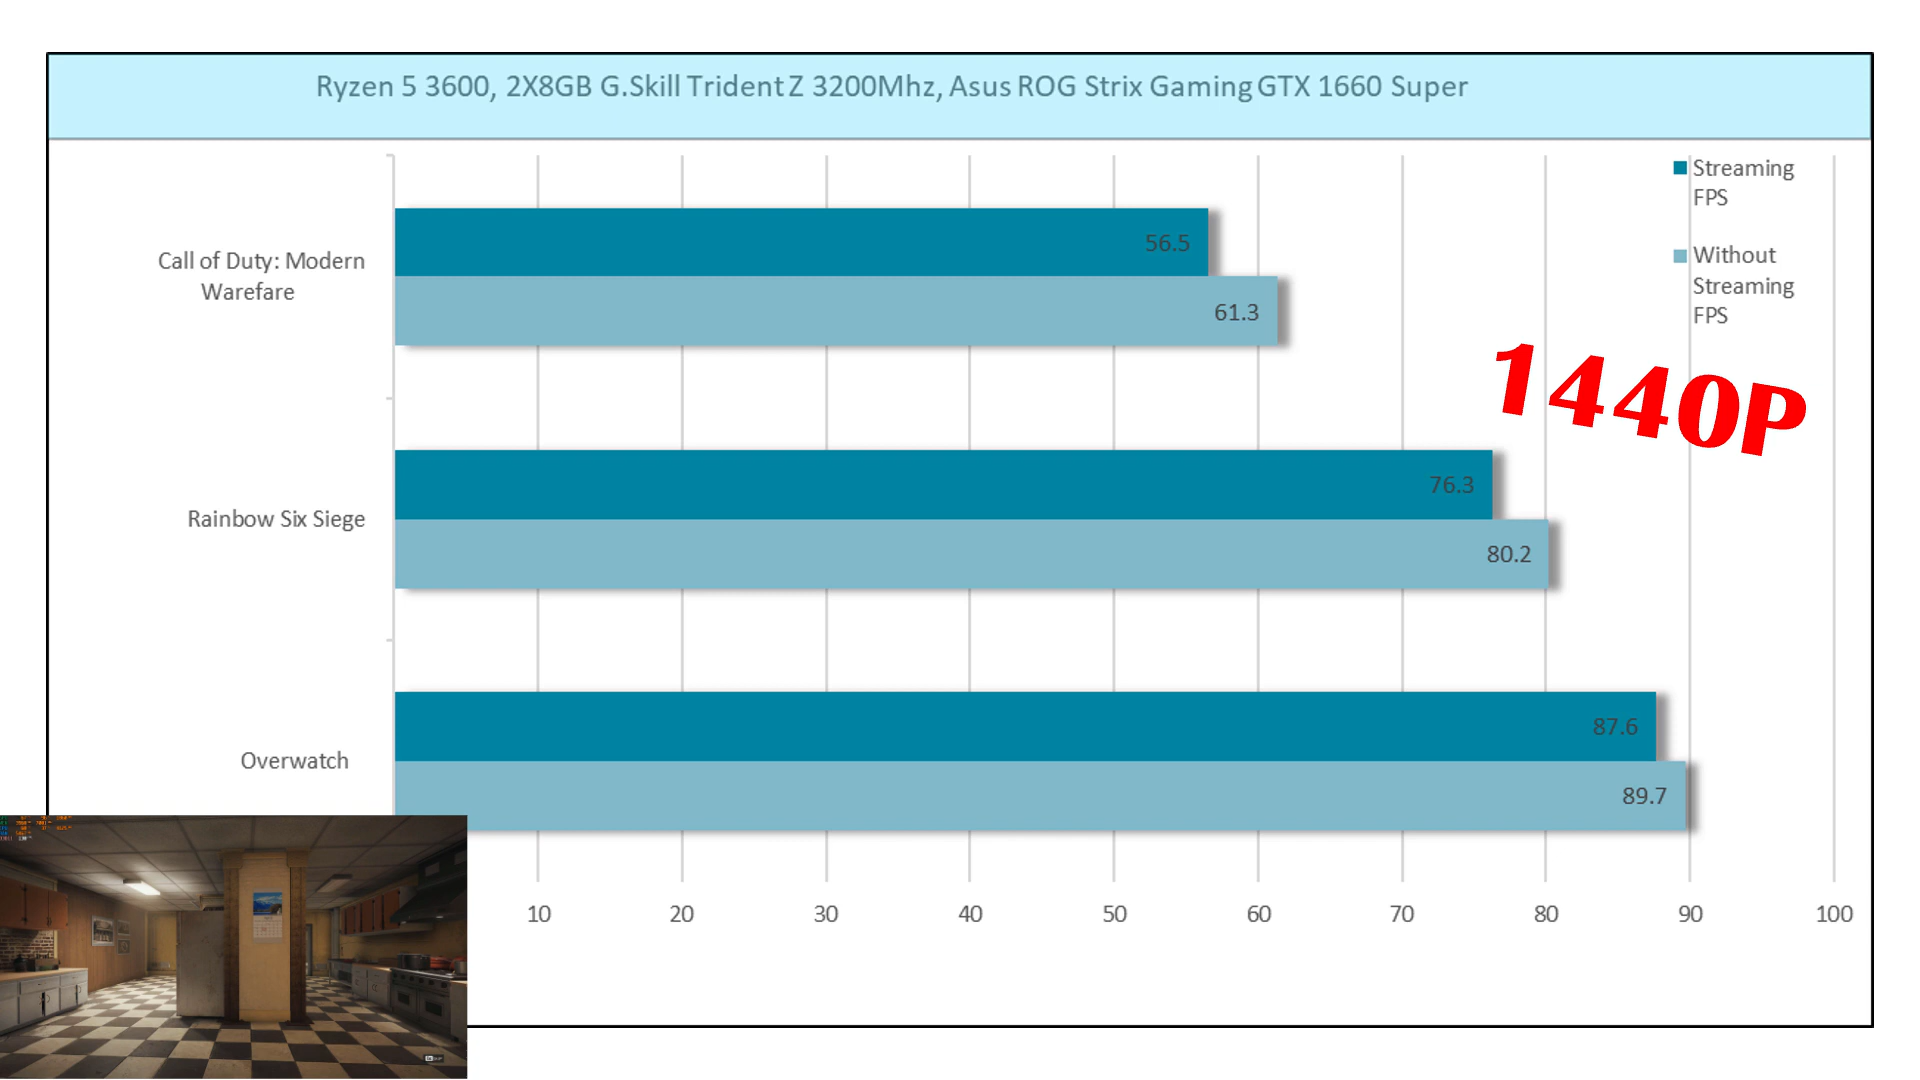 Ryzen 5 3600, 2X8GB G.Skill Trident Z 3200Mhz, Asus ROG Strix Gaming GTX 1660 Super
Streaming
FPS
Without
Streaming
FPS
1440P
Call of Duty: Modern
Warefare
56.5
61.3
Rainbow Six Siege
76.3
80.2
Overwatch
87.6
89.7
10 20 30 40 50 60 70 80 90 100